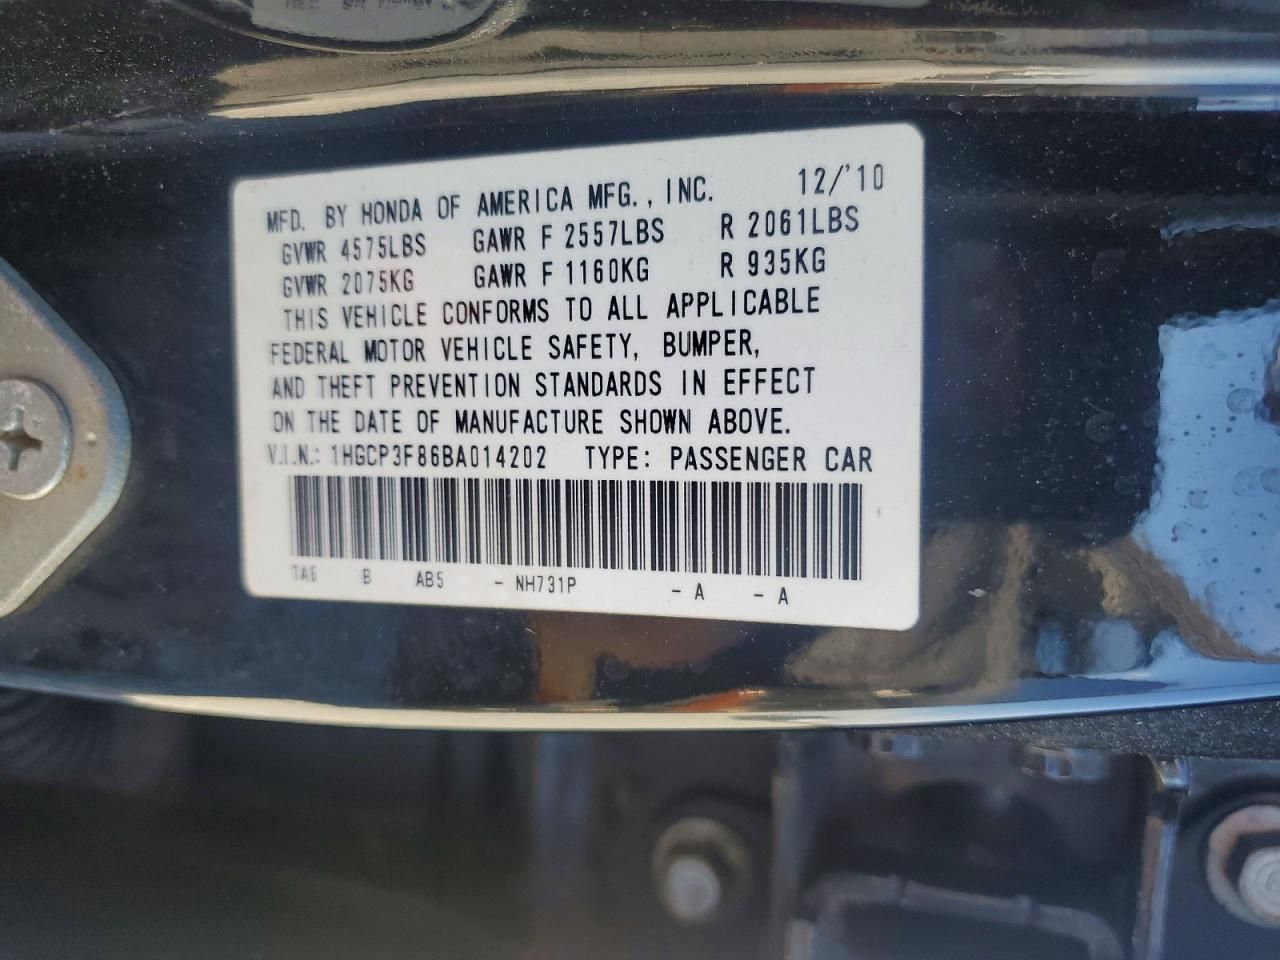 MFD. BY HONDA OF AMERICA MFG., INC. 12/'10
GVWR 4575LBS GAWR F 2557LBS R 2061LBS
GVWR 2075KG GAWR F 1160KG R 935KG
THIS VEHICLE CONFORMS TO ALL APPLICABLE
FEDERAL MOTOR VEHICLE SAFETY, BUMPER,
AND THEFT PREVENTION STANDARDS IN EFFECT
ON THE DATE OF MANUFACTURE SHOWN ABOVE.
V.I.N.: 1HGCP3F86BA014202 TYPE: PASSENGER CAR
TA6 B AB5 - NH731P - A - A